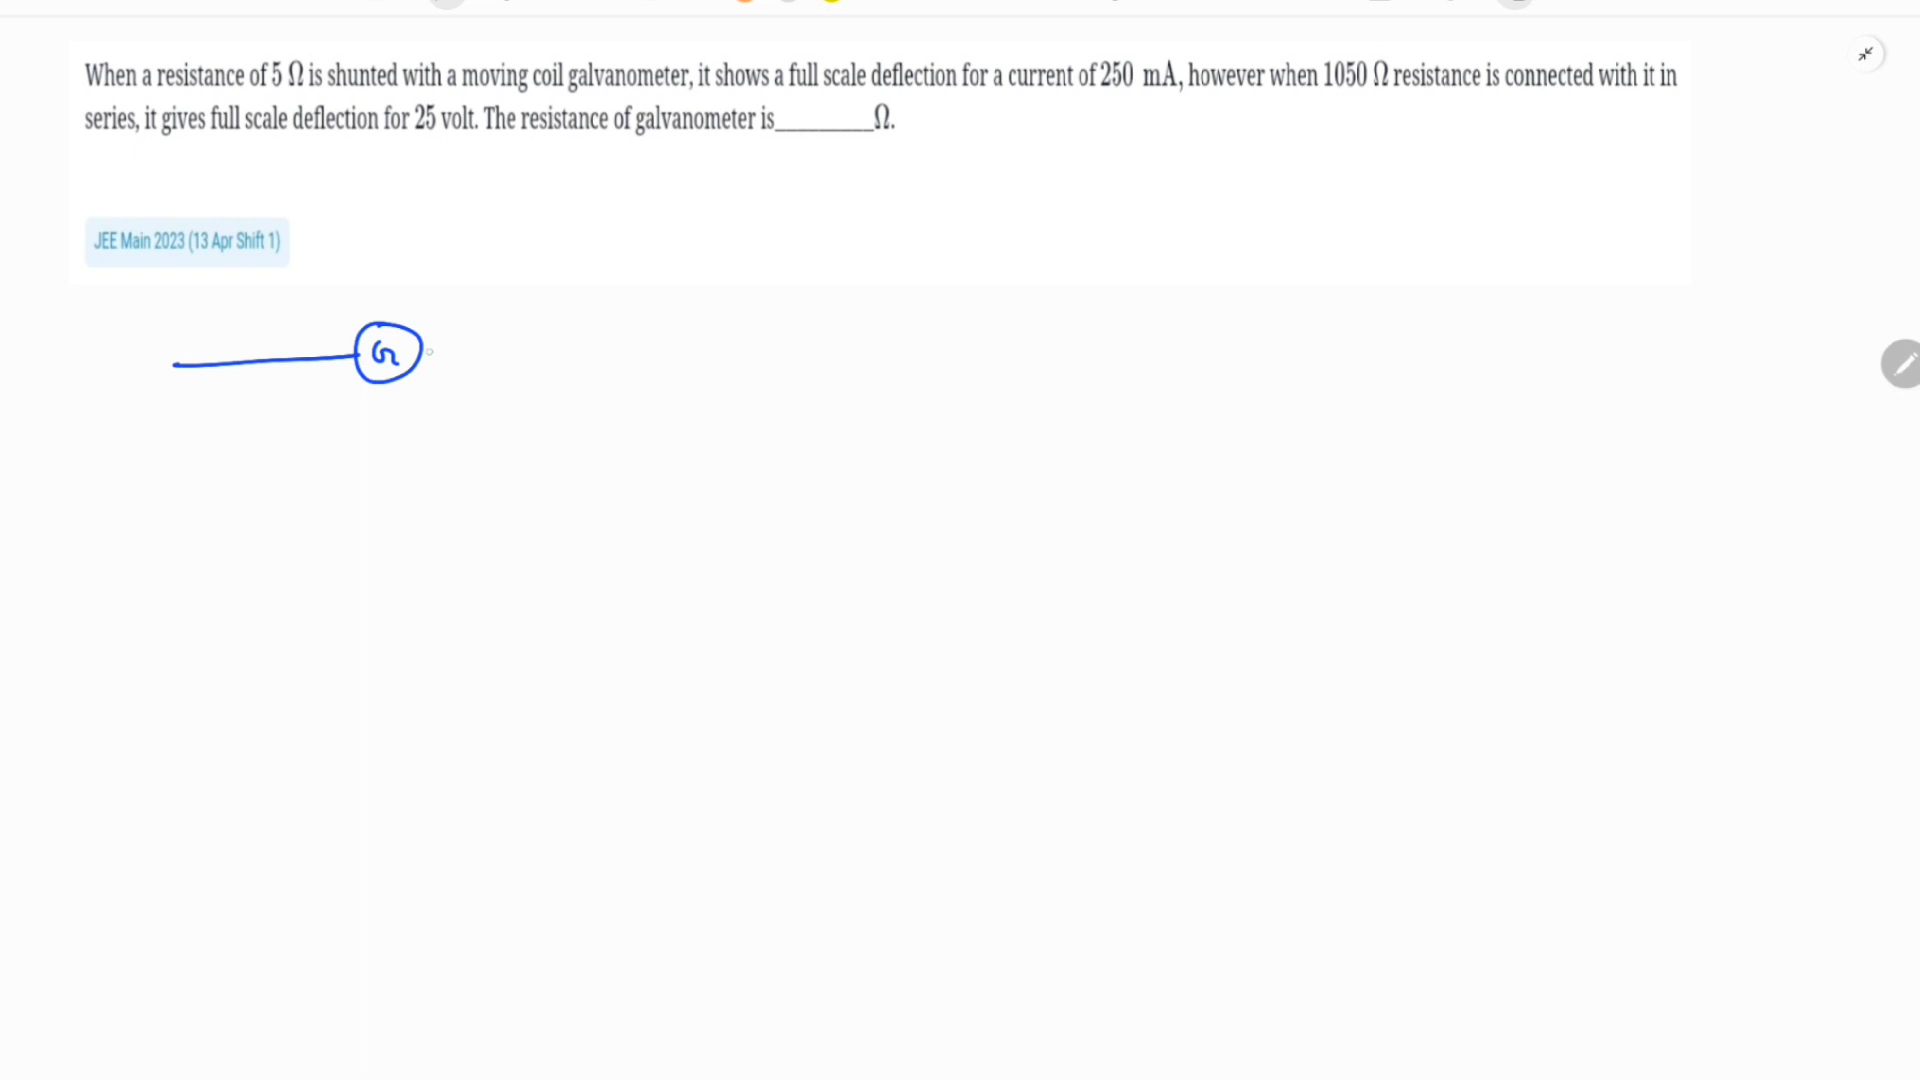 When a resistance of 5 Ω is shunted with a moving coil galvanometer, it shows a full scale deflection for a current of 250 mA, however when 1050 Ω resistance is connected with it in
series, it gives full scale deflection for 25 volt. The resistance of galvanometer is_________Ω.
JEE Main 2023 (13 Apr Shift 1)
G